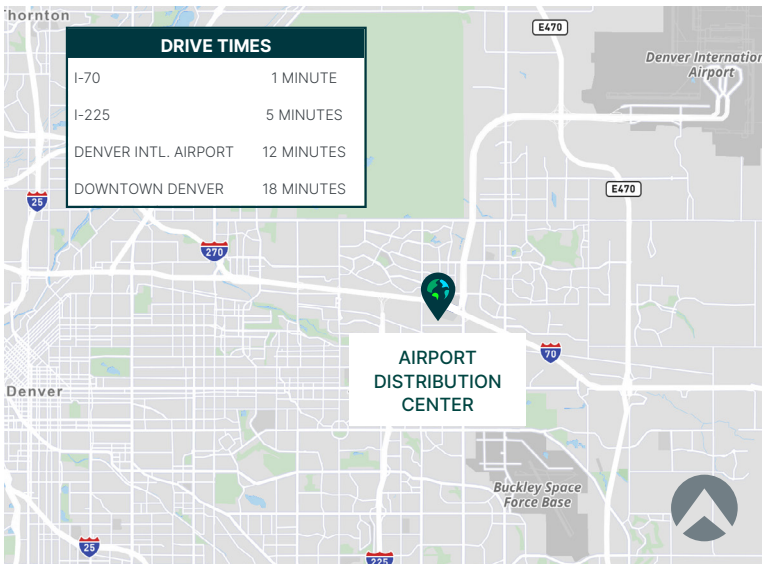 Thornton
E470
DRIVE TIMES
I-70 1 MINUTE
I-225 5 MINUTES
DENVER INTL. AIRPORT 12 MINUTES
DOWNTOWN DENVER 18 MINUTES
Denver International
Airport
E470
25
270
70
AIRPORT
DISTRIBUTION
CENTER
Denver
Buckley Space
Force Base
25
225